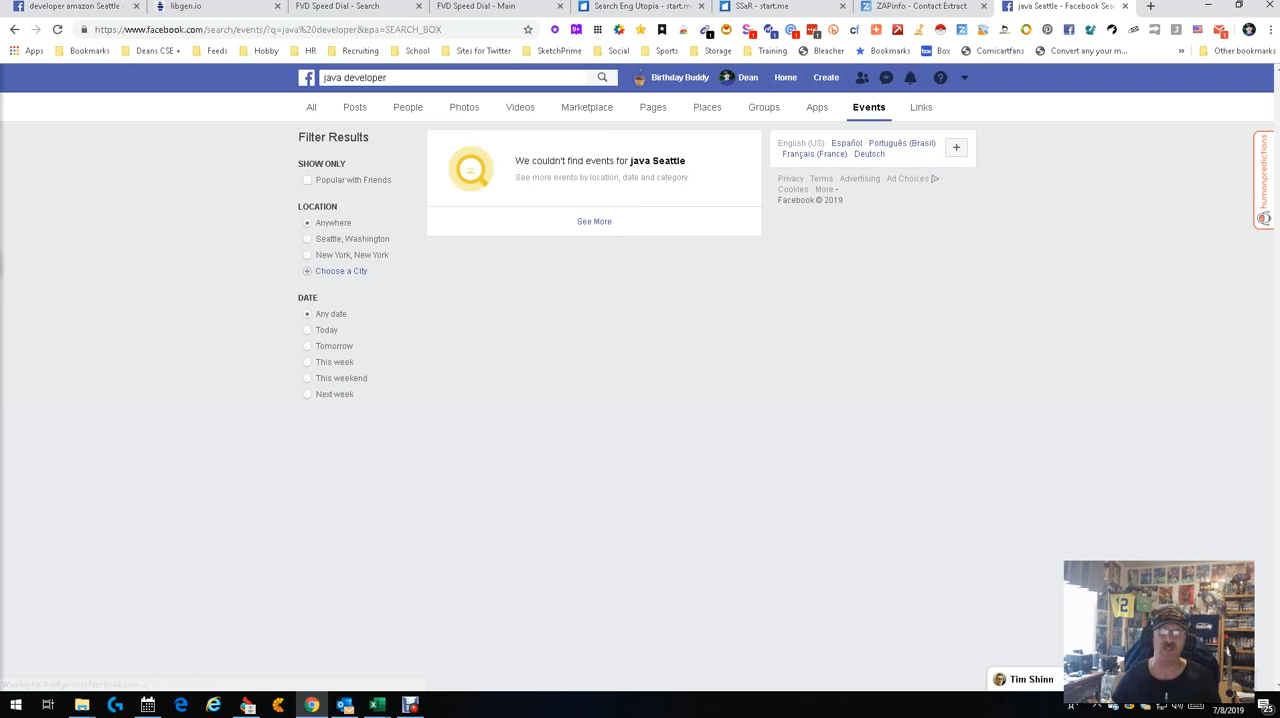 developer amazon Seattle -
libgen.io
FVD Speed Dial - Search
FVD Speed Dial - Main
Search Eng Utopia - start.m
SSaR - start.me
ZAPinfo - Contact Extract
java Seattle - Facebook Sea
https://www.facebook.com/search/events/?q=java%20developer&epa=SEARCH_BOX
Apps Bookmarks Deans CSE + Feeds Hobby HR Recruiting School Sites for Twitter SketchPrime Social Sports Storage Training Bleacher Bookmarks Box Comicartfans Convert any your m... » Other bookmarks
java developer
Birthday Buddy Dean Home Create
All Posts People Photos Videos Marketplace Pages Places Groups Apps Events Links
Filter Results
SHOW ONLY
Popular with Friends
LOCATION
Anywhere
Seattle, Washington
New York, New York
Choose a City
DATE
Any date
Today
Tomorrow
This week
This weekend
Next week
We couldn't find events for java Seattle
See more events by location, date and category.
See More
English (US) · Español · Português (Brasil)
· Français (France) · Deutsch
Privacy · Terms · Advertising · Ad Choices ·
Cookies · More
Facebook © 2019
humanpredictions
12
Tim Shinn
7/8/2019
25